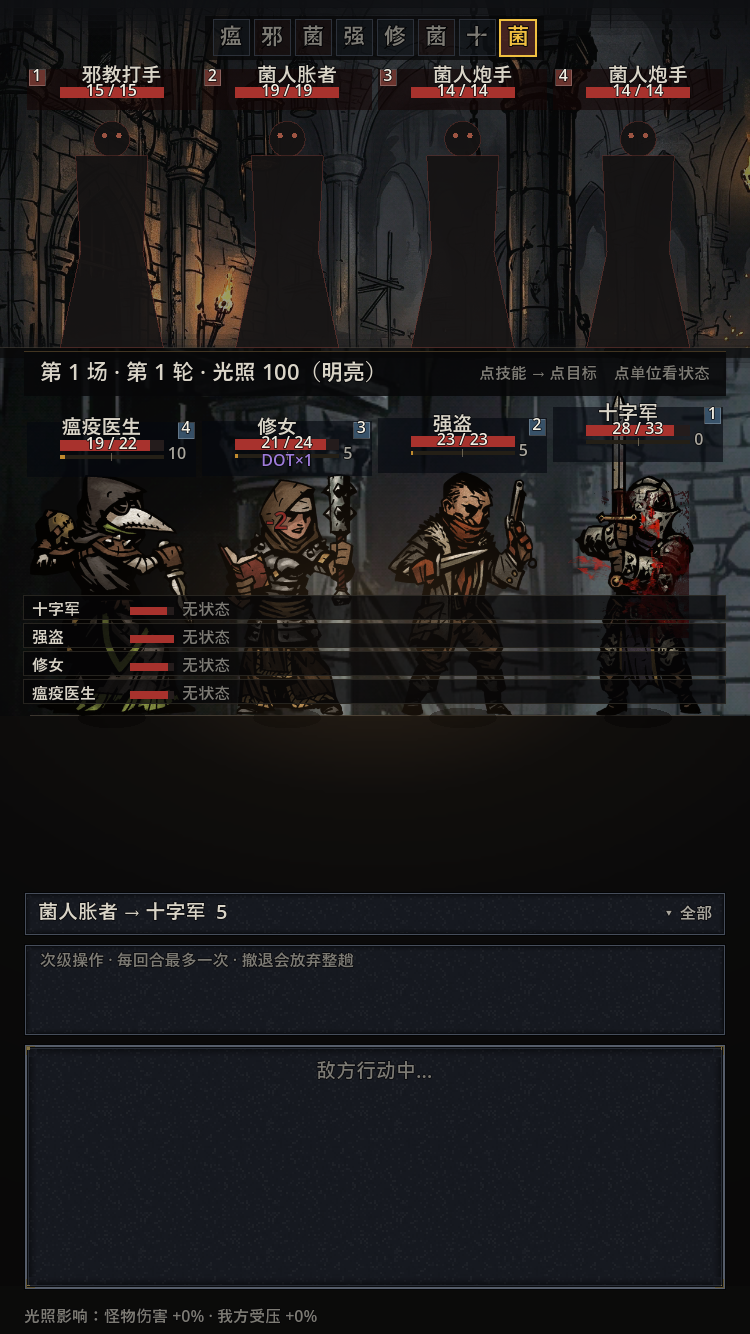 瘟 邪 菌 强 修 菌 十 菌
1 邪教打手 2 菌人胀者 3 菌人炮手 4 菌人炮手
15 / 15 19 / 19 14 / 14 14 / 14
第 1 场 · 第 1 轮 · 光照 100（明亮） 点技能 → 点目标 点单位看状态
瘟疫医生 4 修女 3 强盗 2 十字军 1
19 / 22 21 / 24 23 / 23 28 / 33
10 5 5 0
DOT×1
-2
十字军 无状态
强盗 无状态
修女 无状态
瘟疫医生 无状态
菌人胀者 → 十字军 5 ▾ 全部
次级操作 · 每回合最多一次 · 撤退会放弃整趟
敌方行动中...
光照影响：怪物伤害 +0% · 我方受压 +0%